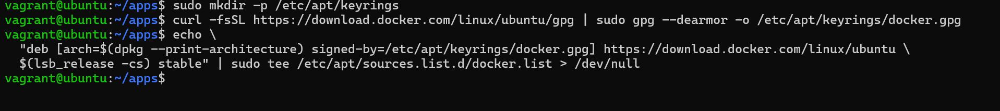 vagrant@ubuntu:~/apps$ sudo mkdir -p /etc/apt/keyrings
vagrant@ubuntu:~/apps$ curl -fsSL https://download.docker.com/linux/ubuntu/gpg | sudo gpg --dearmor -o /etc/apt/keyrings/docker.gpg
vagrant@ubuntu:~/apps$ echo \
  "deb [arch=$(dpkg --print-architecture) signed-by=/etc/apt/keyrings/docker.gpg] https://download.docker.com/linux/ubuntu \
  $(lsb_release -cs) stable" | sudo tee /etc/apt/sources.list.d/docker.list > /dev/null
vagrant@ubuntu:~/apps$